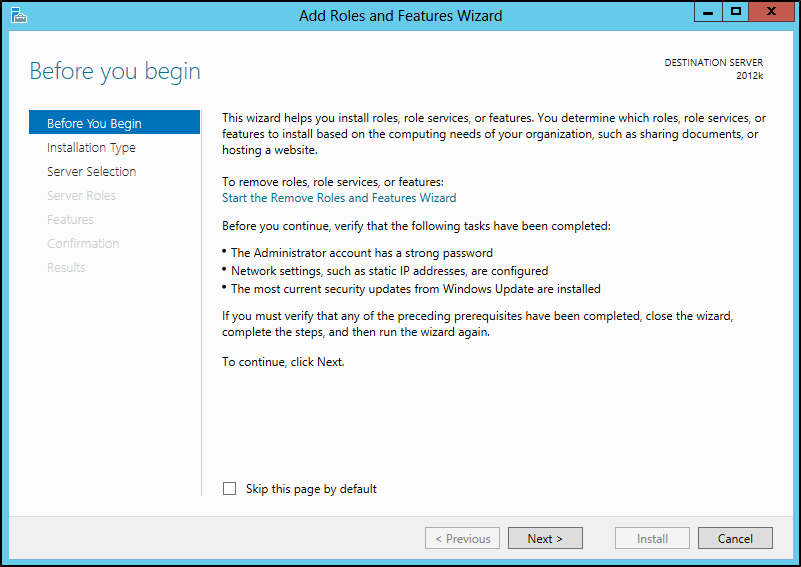 Add Roles and Features Wizard
Before you begin
DESTINATION SERVER
2012k
Before You Begin
Installation Type
Server Selection
Server Roles
Features
Confirmation
Results
This wizard helps you install roles, role services, or features. You determine which roles, role services, or
features to install based on the computing needs of your organization, such as sharing documents, or
hosting a website.
To remove roles, role services, or features:
Start the Remove Roles and Features Wizard
Before you continue, verify that the following tasks have been completed:
• The Administrator account has a strong password
• Network settings, such as static IP addresses, are configured
• The most current security updates from Windows Update are installed
If you must verify that any of the preceding prerequisites have been completed, close the wizard,
complete the steps, and then run the wizard again.
To continue, click Next.
Skip this page by default
< Previous
Next >
Install
Cancel